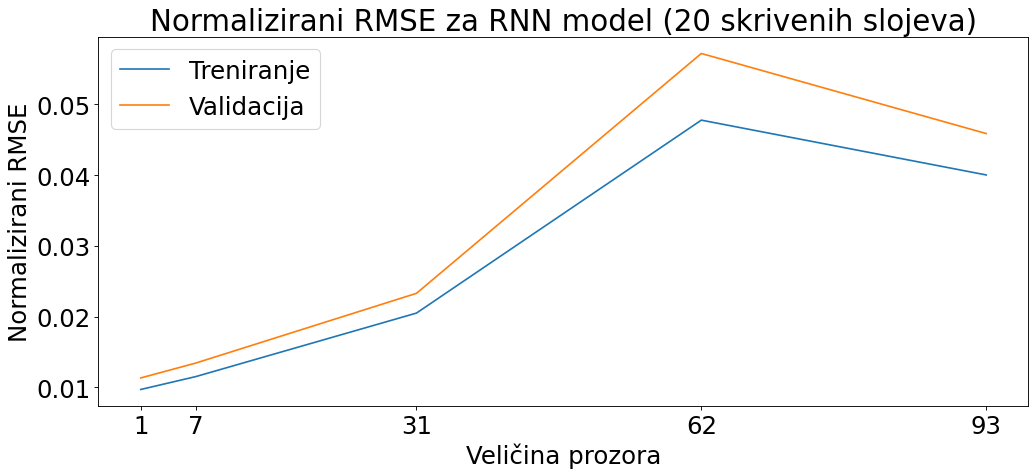 Normalizirani RMSE za RNN model (20 skrivenih slojeva)
Treniranje
Validacija
Normalizirani RMSE
0.05
0.04
0.03
0.02
0.01
1 7 31 62 93
Veličina prozora